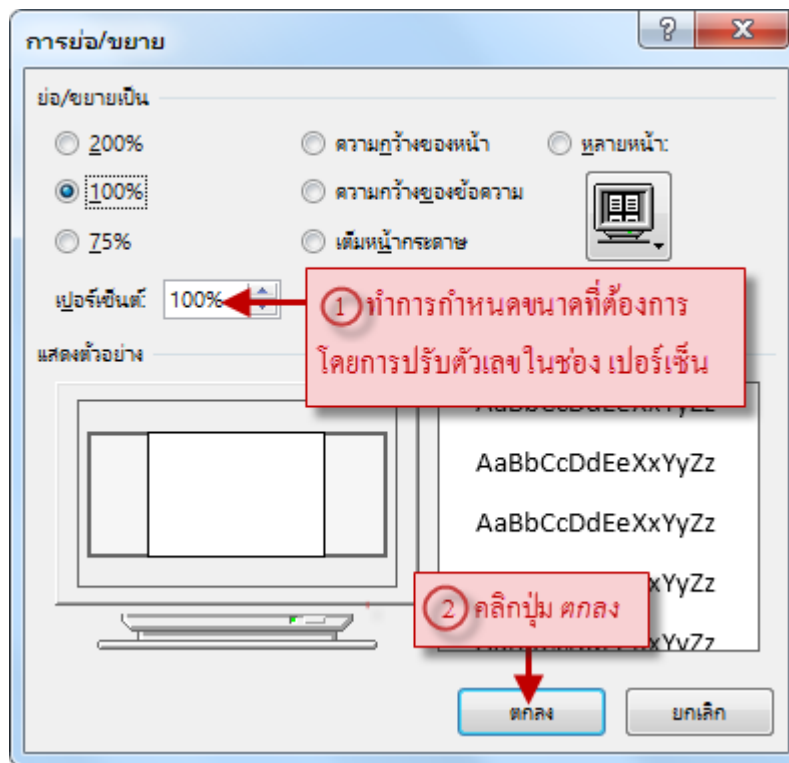 การย่อ/ขยาย
ย่อ/ขยายเป็น
200% ความกว้างของหน้า หลายหน้า:
100% ความกว้างของข้อความ
75% เต็มหน้ากระดาษ
เปอร์เซ็นต์: 100%
1 ทำการกำหนดขนาดที่ต้องการ
โดยการปรับตัวเลขในช่อง เปอร์เซ็น
แสดงตัวอย่าง
AaBbCcDdEeXxYyZz
AaBbCcDdEeXxYyZz
AaBbCcDdEeXxYyZz
xYyZz
2 คลิกปุ่ม ตกลง
XxYyZz
ตกลง ยกเลิก